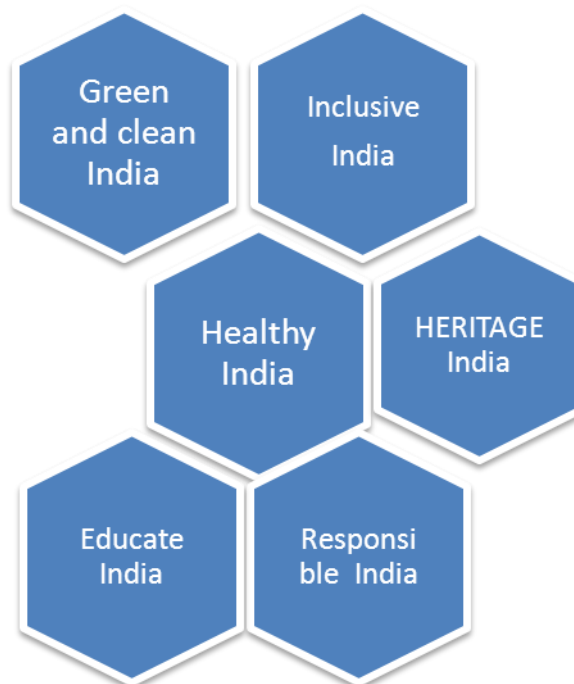 Green
and clean
India
Inclusive
India
Healthy
India
HERITAGE
India
Educate
India
Responsi
ble India